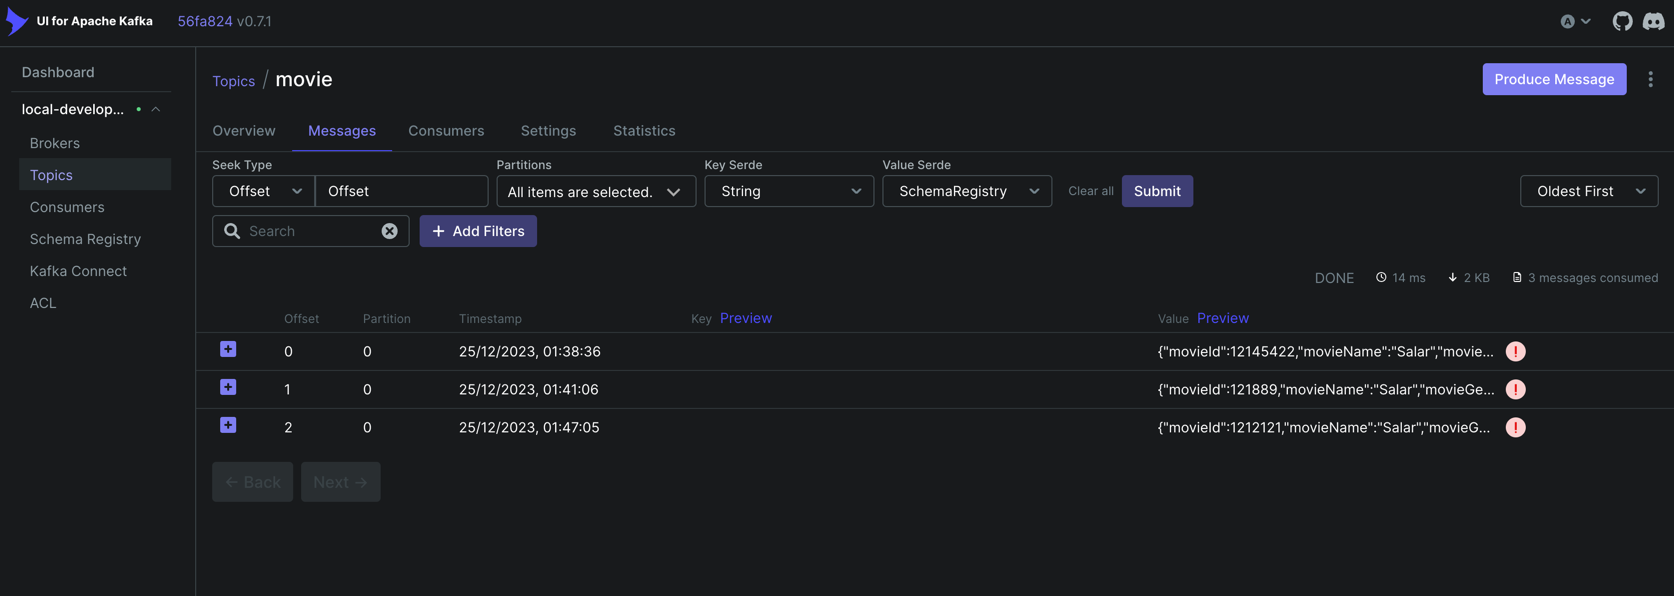 UI for Apache Kafka 56fa824 v0.7.1 A
Dashboard
local-develop...
Brokers
Topics
Consumers
Schema Registry
Kafka Connect
ACL
Topics / movie
Produce Message
Overview Messages Consumers Settings Statistics
Seek Type Partitions Key Serde Value Serde
Offset Offset All items are selected. String SchemaRegistry Clear all Submit Oldest First
Search + Add Filters
DONE 14 ms 2 KB 3 messages consumed
Offset Partition Timestamp Key Preview Value Preview
+ 0 0 25/12/2023, 01:38:36 {"movieId":12145422,"movieName":"Salar","movie... !
+ 1 0 25/12/2023, 01:41:06 {"movieId":121889,"movieName":"Salar","movieGe... !
+ 2 0 25/12/2023, 01:47:05 {"movieId":1212121,"movieName":"Salar","movieG... !
← Back Next →